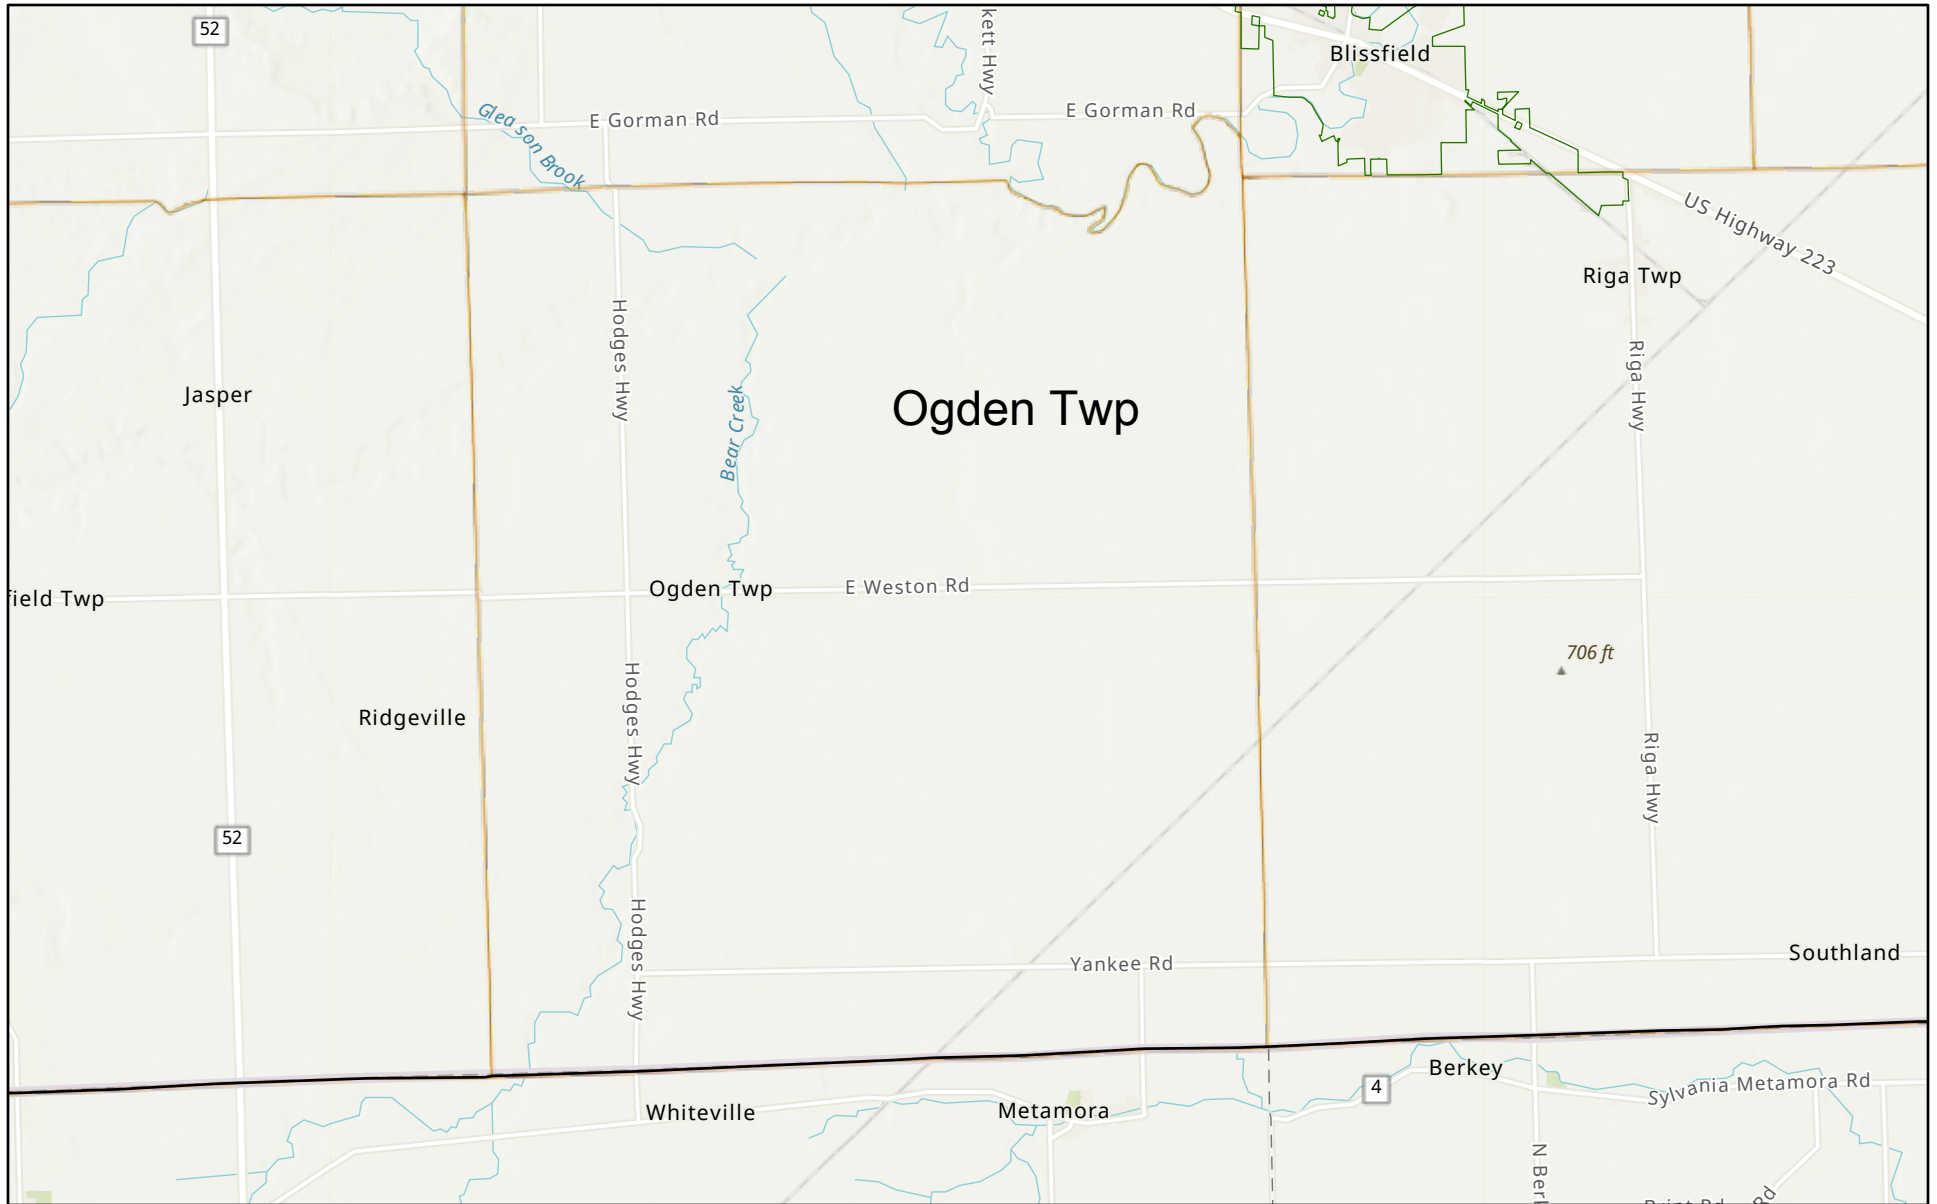 52
kett Hwy
Blissfield
E Gorman Rd
E Gorman Rd
Gleason Brook
US Highway 223
Riga Twp
Hodges Hwy
Riga Hwy
Jasper
Bear Creek
Ogden Twp
field Twp
Ogden Twp
E Weston Rd
706 ft
Ridgeville
Hodges Hwy
Riga Hwy
52
Hodges Hwy
Yankee Rd
Southland
Berkey
4
Sylvania Metamora Rd
Whiteville
Metamora
N Berk
Rd